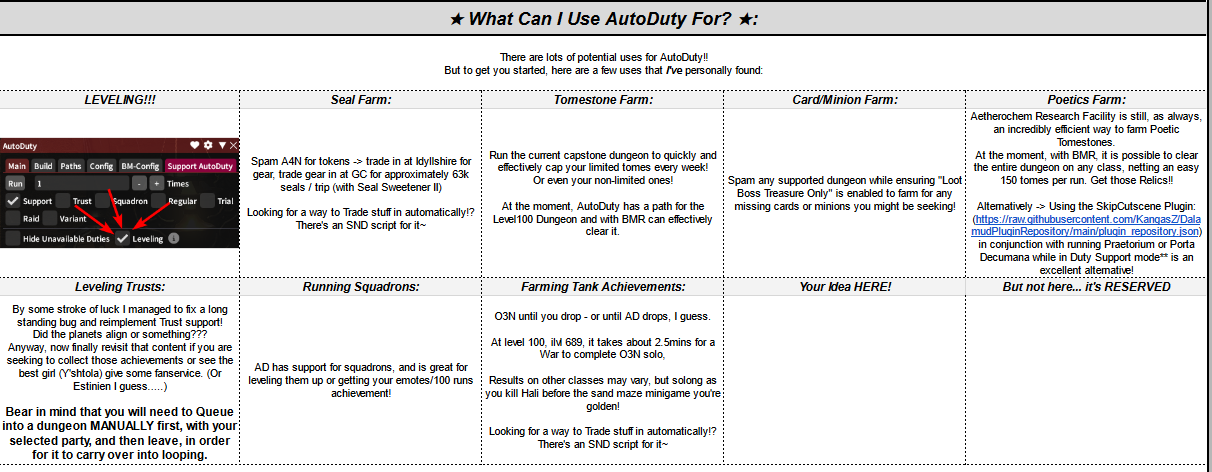 ★ What Can I Use AutoDuty For? ★:
There are lots of potential uses for AutoDuty!!
But to get you started, here are a few uses that I've personally found:
LEVELING!!!
AutoDuty
Main Build Paths Config BM-Config Support AutoDuty
Run 1 - + Times
Support Trust Squadron Regular Trial
Raid Variant
Hide Unavailable Duties Leveling
Seal Farm:
Spam A4N for tokens -> trade in at Idyllshire for
gear, trade gear in at GC for approximately 63k
seals / trip (with Seal Sweetener II)
Looking for a way to Trade stuff in automatically!?
There's an SND script for it~
Tomestone Farm:
Run the current capstone dungeon to quickly and
effectively cap your limited tomes every week!
Or even your non-limited ones!
At the moment, AutoDuty has a path for the
Level100 Dungeon and with BMR can effectively
clear it.
Card/Minion Farm:
Spam any supported dungeon while ensuring "Loot
Boss Treasure Only" is enabled to farm for any
missing cards or minions you might be seeking!
Poetics Farm:
Aetherochem Research Facility is still, as always,
an incredibly efficient way to farm Poetic
Tomestones.
At the moment, with BMR, it is possible to clear
the entire dungeon on any class, netting an easy
150 tomes per run. Get those Relics!!
Alternatively -> Using the SkipCutscene Plugin:
(https://raw.githubusercontent.com/KangasZ/Dala
mudPluginRepository/main/plugin_repository.json)
in conjunction with running Praetorium or Porta
Decumana while in Duty Support mode** is an
excellent alternative!
Leveling Trusts:
By some stroke of luck I managed to fix a long
standing bug and reimplement Trust support!
Did the planets align or something???
Anyway, now finally revisit that content if you are
seeking to collect those achievements or see the
best girl (Y'shtola) give some fanservice. (Or
Estinien I guess.....)
Bear in mind that you will need to Queue
into a dungeon MANUALLY first, with your
selected party, and then leave, in order
for it to carry over into looping.
Running Squadrons:
AD has support for squadrons, and is great for
leveling them up or getting your emotes/100 runs
achievement!
Farming Tank Achievements:
O3N until you drop - or until AD drops, I guess.
At level 100, ilvl 689, it takes about 2.5mins for a
War to complete O3N solo,
Results on other classes may vary, but solong as
you kill Hali before the sand maze minigame you're
golden!
Looking for a way to Trade stuff in automatically!?
There's an SND script for it~
Your Idea HERE!
But not here... it's RESERVED